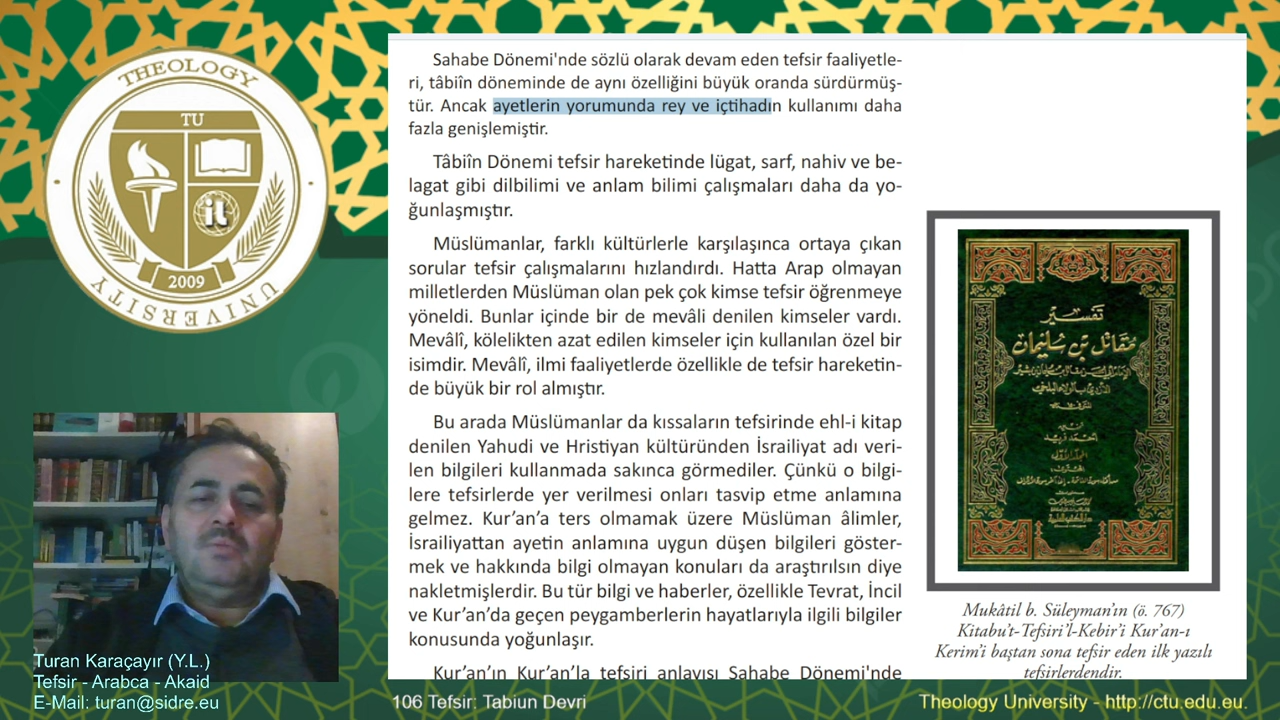 THEOLOGY
TU
2009
UNIVERSITY
Sahabe Dönemi'nde sözlü olarak devam eden tefsir faaliyetle-
ri, tâbiîn döneminde de aynı özelliğini büyük oranda sürdürmüş-
tür. Ancak ayetlerin yorumunda rey ve içtihadın kullanımı daha
fazla genişlemiştir.
Tâbiîn Dönemi tefsir hareketinde lügat, sarf, nahiv ve be-
lagat gibi dilbilimi ve anlam bilimi çalışmaları daha da yo-
ğunlaşmıştır.
Müslümanlar, farklı kültürlerle karşılaşınca ortaya çıkan
sorular tefsir çalışmalarını hızlandırdı. Hatta Arap olmayan
milletlerden Müslüman olan pek çok kimse tefsir öğrenmeye
yöneldi. Bunlar içinde bir de mevâli denilen kimseler vardı.
Mevâlî, kölelikten azat edilen kimseler için kullanılan özel bir
isimdir. Mevâlî, ilmi faaliyetlerde özellikle de tefsir hareketin-
de büyük bir rol almıştır.
Bu arada Müslümanlar da kıssaların tefsirinde ehl-i kitap
denilen Yahudi ve Hristiyan kültüründen İsrailiyat adı veri-
len bilgileri kullanmada sakınca görmediler. Çünkü o bilgi-
lere tefsirlerde yer verilmesi onları tasvip etme anlamına
gelmez. Kur’an’a ters olmamak üzere Müslüman âlimler,
İsrailiyattan ayetin anlamına uygun düşen bilgileri göster-
mek ve hakkında bilgi olmayan konuları da araştırılsın diye
nakletmişlerdir. Bu tür bilgi ve haberler, özellikle Tevrat, İncil
ve Kur’an’da geçen peygamberlerin hayatlarıyla ilgili bilgiler
konusunda yoğunlaşır.
Kur’an’ın Kur’an’la tefsiri anlayışı Sahabe Dönemi'nde
تفسير
مقاتل بن سليمان
Mukâtil b. Süleyman’ın (ö. 767)
Kitabu’t-Tefsiri’l-Kebir’i Kur’an-ı
Kerim’i baştan sona tefsir eden ilk yazılı
tefsirlerdendir.
Turan Karaçayır (Y.L.)
Tefsir - Arabca - Akaid
E-Mail: turan@sidre.eu
106 Tefsir: Tabiun Devri
Theology University - http://ctu.edu.eu.